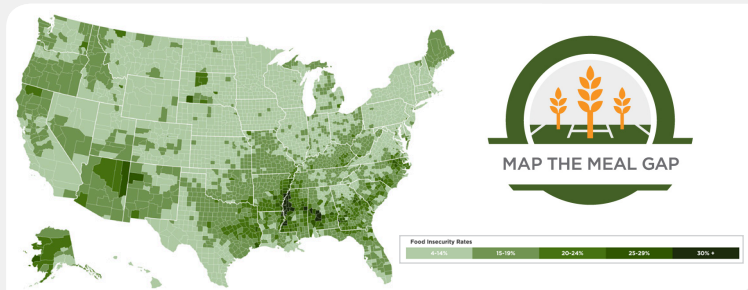 MAP THE MEAL GAP
Food Insecurity Rates
4-14% 15-19% 20-24% 25-29% 30% +